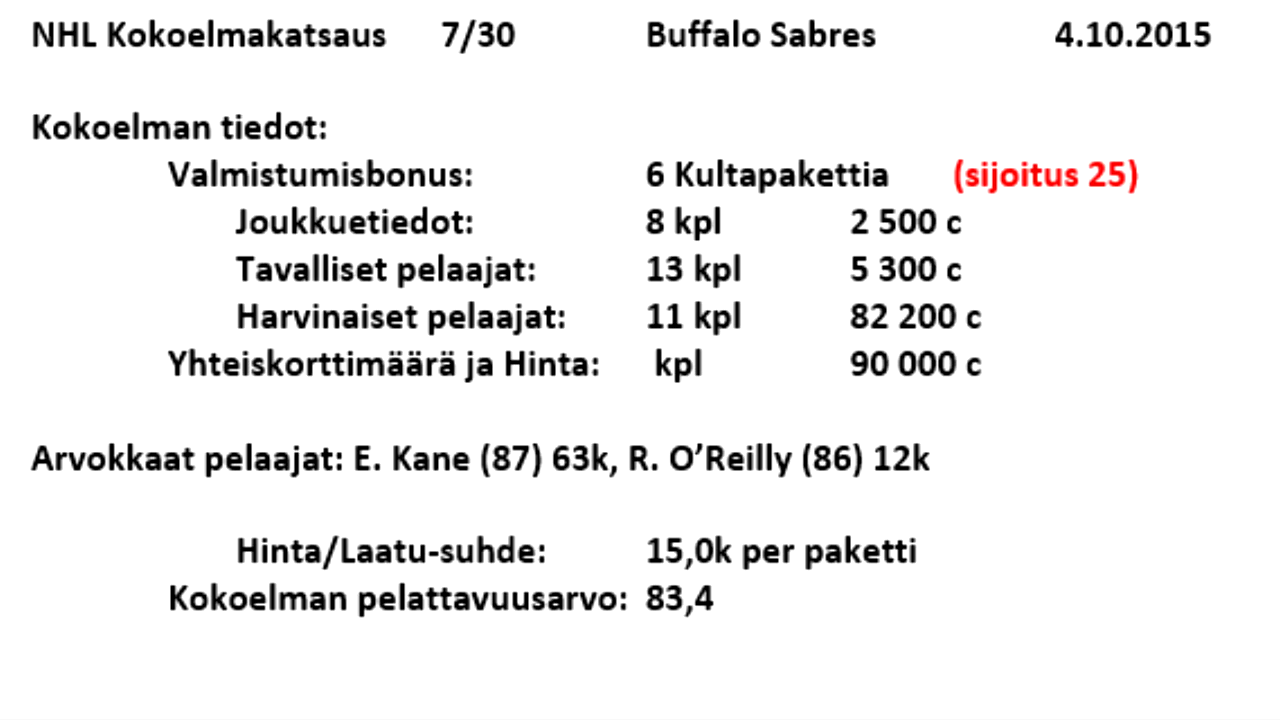 NHL Kokoelmakatsaus 7/30 Buffalo Sabres 4.10.2015
Kokoelman tiedot:
Valmistumisbonus: 6 Kultapakettia (sijoitus 25)
Joukkuetiedot: 8 kpl 2 500 c
Tavalliset pelaajat: 13 kpl 5 300 c
Harvinaiset pelaajat: 11 kpl 82 200 c
Yhteiskorttimäärä ja Hinta: kpl 90 000 c
Arvokkaat pelaajat: E. Kane (87) 63k, R. O’Reilly (86) 12k
Hinta/Laatu-suhde: 15,0k per paketti
Kokoelman pelattavuusarvo: 83,4